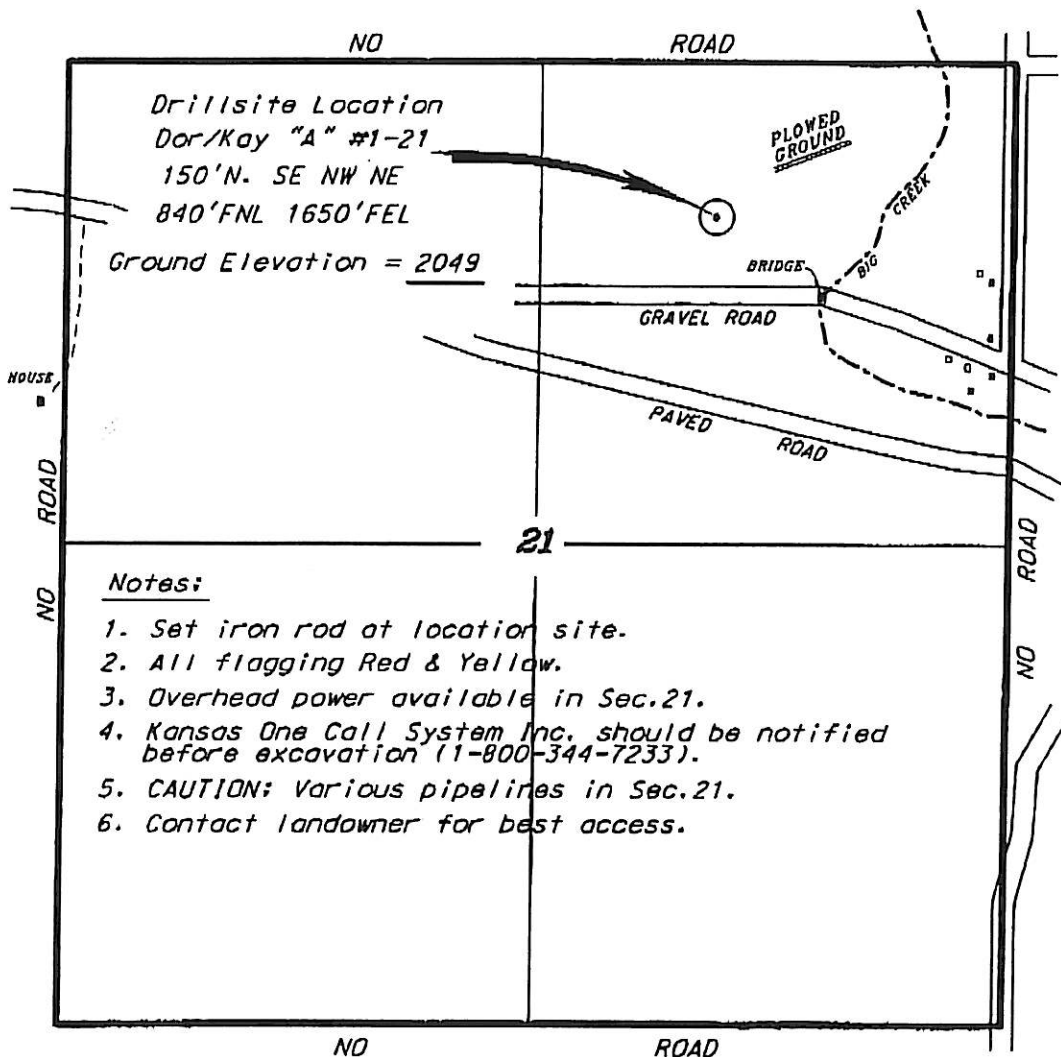 NO ROAD
Drillsite Location
Dor/Kay "A" #1-21
150'N. SE NW NE
840'FNL 1650'FEL
Ground Elevation = 2049
PLOWED
GROUND
BIG CREEK
BRIDGE
GRAVEL ROAD
PAVED ROAD
HOUSE
NO ROAD
NO ROAD
21
Notes:
1. Set iron rod at location site.
2. All flagging Red & Yellow.
3. Overhead power available in Sec.21.
4. Kansas One Call System Inc. should be notified
before excavation (1-800-344-7233).
5. CAUTION: Various pipelines in Sec.21.
6. Contact landowner for best access.
NO ROAD